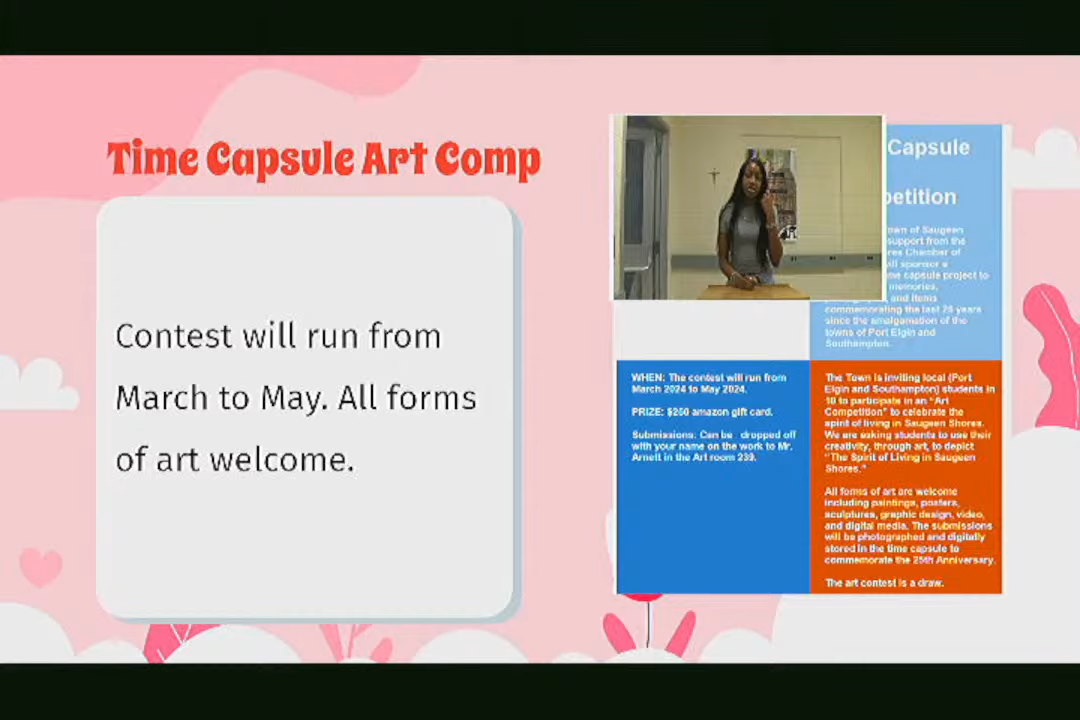 Time Capsule Art Comp
Contest will run from
March to May. All forms
of art welcome.
Capsule
of Saugeen
support from the
Chamber of
sponsor a
capsule project to
memories,
and items
commemorating the last 25 years
since the amalgamation of the
towns of Port Elgin and
Southampton.
WHEN: The contest will run from
March 2024 to May 2024.
PRIZE: $250 amazon gift card.
Submissions: Can be dropped off
with your name on the work to Mr.
Arnett in the Art room 239.
The Town is inviting local (Port
Elgin and Southampton) students in
to participate in an "Art
Competition" to celebrate the
spirit of living in Saugeen Shores.
We are asking students to use their
creativity, through art, to depict
"The Spirit of Living in Saugeen
Shores."
All forms of art are welcome
including paintings, posters,
sculptures, graphic design, video,
and digital media. The submissions
will be photographed and digitally
stored in the time capsule to
commemorate the 25th Anniversary.
The art contest is a draw.